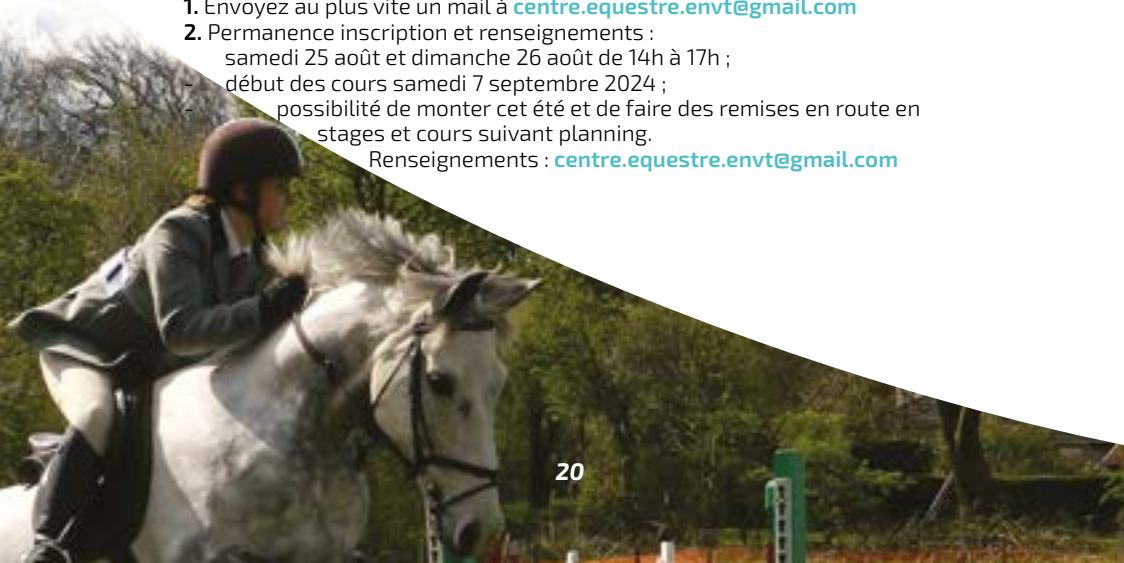 1. Envoyez au plus vite un mail à centre.equestre.envt@gmail.com
2. Permanence inscription et renseignements :
samedi 25 août et dimanche 26 août de 14h à 17h ;
- début des cours samedi 7 septembre 2024 ;
- possibilité de monter cet été et de faire des remises en route en
stages et cours suivant planning.
Renseignements : centre.equestre.envt@gmail.com
20